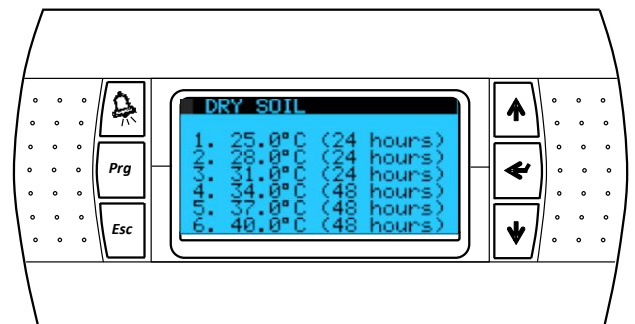 DRY SOIL
1. 25.0°C (24 hours)
2. 28.0°C (24 hours)
3. 31.0°C (24 hours)
4. 34.0°C (48 hours)
5. 37.0°C (48 hours)
6. 40.0°C (48 hours)
Prg
Esc